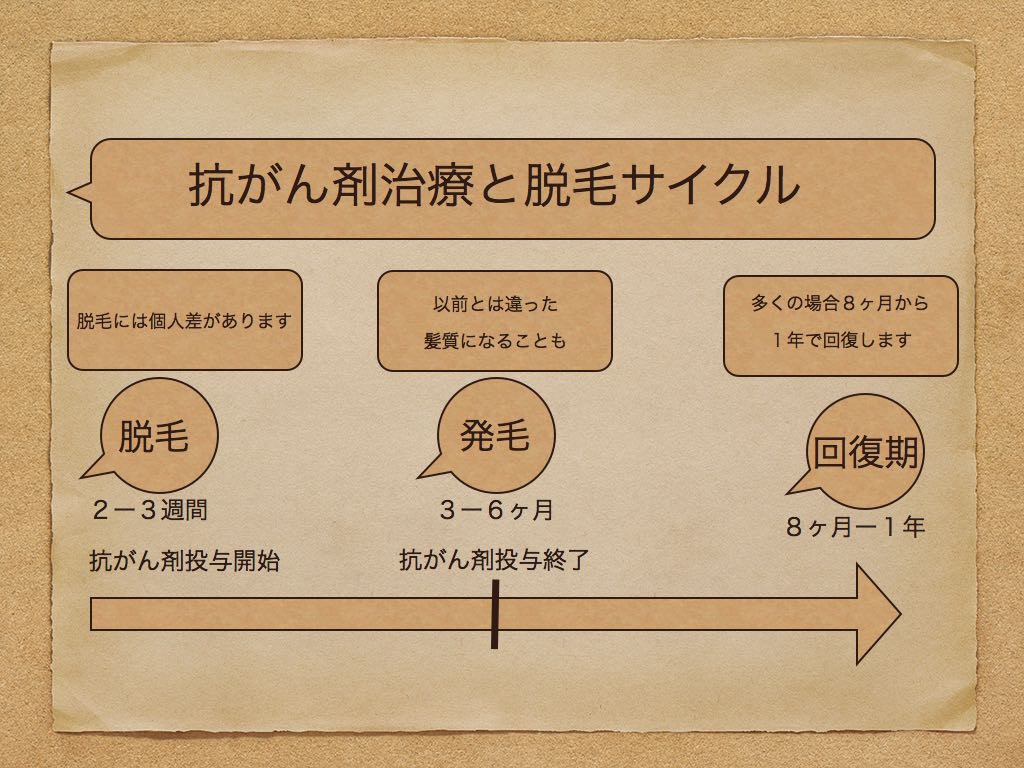 抗がん剤治療と脱毛サイクル
脱毛には個人差があります
以前とは違った
髪質になることも
多くの場合８ヶ月から
１年で回復します
脱毛
発毛
回復期
２ー３週間
３ー６ヶ月
８ヶ月ー１年
抗がん剤投与開始
抗がん剤投与終了